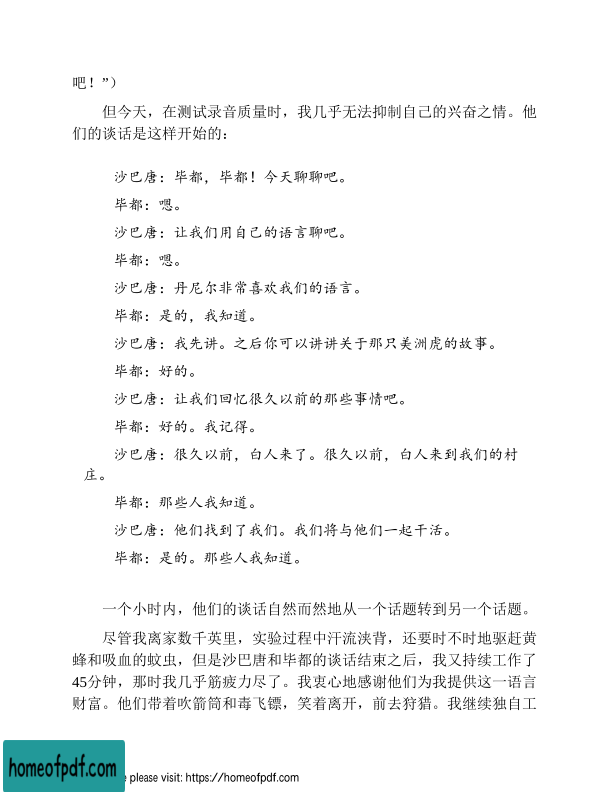 吧！”）
但今天，在测试录音质量时，我几乎无法抑制自己的兴奋之情。他
们的谈话是这样开始的：
沙巴唐：毕都，毕都！今天聊聊吧。
毕都：嗯。
沙巴唐：让我们用自己的语言聊吧。
毕都：嗯。
沙巴唐：丹尼尔非常喜欢我们的语言。
毕都：是的，我知道。
沙巴唐：我先讲。之后你可以讲讲关于那只美洲虎的故事。
毕都：好的。
沙巴唐：让我们回忆很久以前的那些事情吧。
毕都：好的。我记得。
沙巴唐：很久以前，白人来了。很久以前，白人来到我们的村
庄。
毕都：那些人我知道。
沙巴唐：他们找到了我们。我们将与他们一起干活。
毕都：是的。那些人我知道。
一个小时内，他们的谈话自然而然地从一个话题转到另一个话题。
尽管我离家数千英里，实验过程中汗流浃背，还要时不时地驱赶黄
蜂和吸血的蚊虫，但是沙巴唐和毕都的谈话结束之后，我又持续工作了
45分钟，那时我几乎筋疲力尽了。我衷心地感谢他们为我提供这一语言
财富。他们带着吹箭筒和毒飞镖，笑着离开，前去狩猎。我继续独自工
homeofpdf.com
e please visit: https://homeofpdf.com